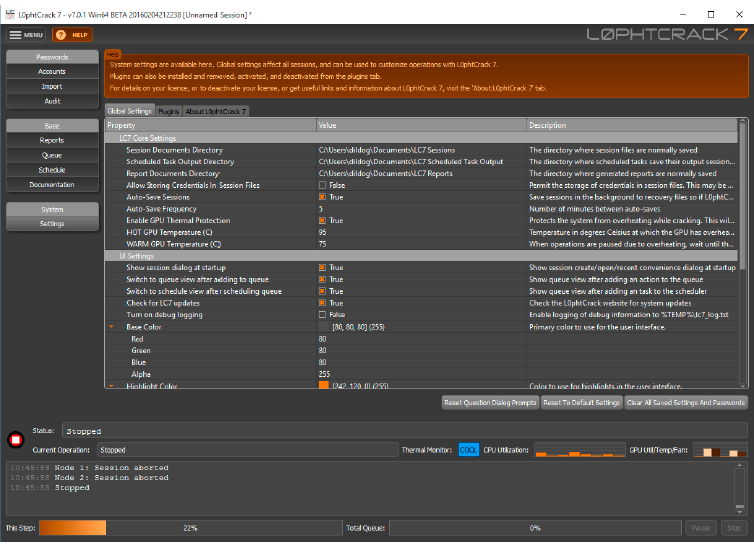 L0phtCrack 7 - v7.0.1 Win64 BETA 20160204212238 [Unnamed Session] *
MENU
? HELP
L0PHTCRACK 7
Passwords
Accounts
Import
Audit
Base
Reports
Queue
Schedule
Documentation
System
Settings
Help
System settings are available here. Global settings affect all sessions, and can be used to customize operations with L0phtCrack 7.
Plugins can also be installed and removed, activated, and deactivated from the plugins tab.
For details on your license, or to deactivate your license, or get useful links and information about L0phtCrack 7, visit the 'About L0phtCrack 7' tab.
Global Settings Plugins About L0phtCrack 7
Property Value Description
LC7 Core Settings
Session Documents Directory C:\Users\dildog\Documents\LC7 Sessions The directory where session files are normally saved
Scheduled Task Output Directory C:\Users\dildog\Documents\LC7 Scheduled Task Output The directory where scheduled tasks save their output session...
Report Documents Directory C:\Users\dildog\Documents\LC7 Reports The directory where generated reports are normally saved
Allow Storing Credentials In Session Files False Permit the storage of credentials in session files. This may be ...
Auto-Save Sessions True Save sessions in the background to recovery files so if L0phtC...
Auto-Save Frequency 5 Number of minutes between auto-saves
Enable GPU Thermal Protection True Protects the system from overheating while cracking. This wil...
HOT GPU Temperature (C) 95 Temperature in degrees Celsius at which the GPU has overhea...
WARM GPU Temperature (C) 75 When operations are paused due to overheating, wait until th...
UI Settings
Show session dialog at startup True Show session create/open/recent convenience dialog at startup
Switch to queue view after adding to queue True Show queue view after adding an action to the queue
Switch to schedule view after scheduling queue True Show queue view after adding an task to the scheduler
Check for LC7 updates True Check the L0phtCrack website for system updates
Turn on debug logging False Enable logging of debug information to %TEMP%\lc7_log.txt
Base Color [80, 80, 80] (255) Primary color to use for the user interface.
Red 80
Green 80
Blue 80
Alpha 255
Highlight Color [242, 120, 0] (255) Color to use for highlights in the user interface.
Reset Question Dialog Prompts Reset To Default Settings Clear All Saved Settings And Passwords
Status: Stopped
Current Operation: Stopped Thermal Monitor: COOL CPU Utilization: GPU Util/Temp/Fan:
10:45:58 Node 1: Session aborted
10:45:58 Node 2: Session aborted
10:45:58 Stopped
This Step: 22% Total Queue: 0% Pause Stop